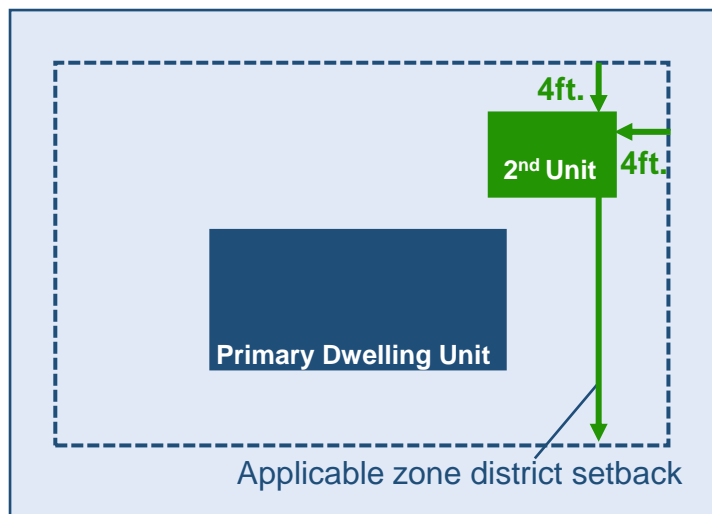 4ft.
2nd Unit
4ft.
Primary Dwelling Unit
Applicable zone district setback